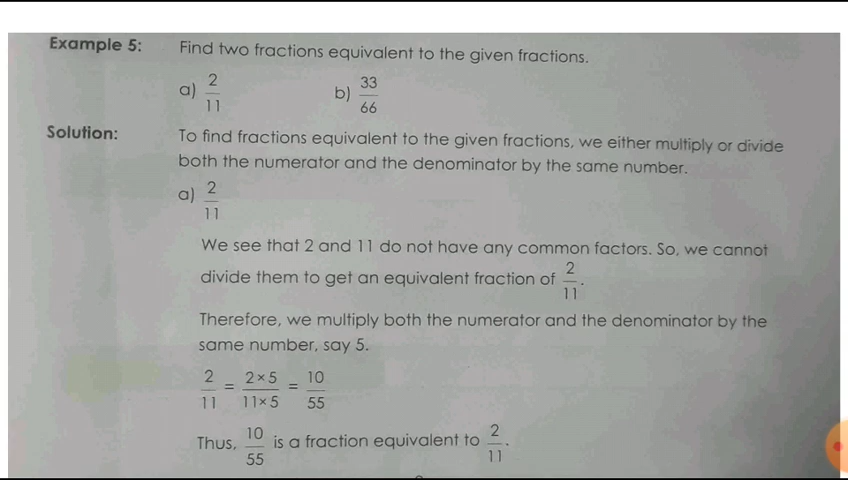 Example 5: Find two fractions equivalent to the given fractions.
a) 2/11 b) 33/66
Solution: To find fractions equivalent to the given fractions, we either multiply or divide
both the numerator and the denominator by the same number.
a) 2/11
We see that 2 and 11 do not have any common factors. So, we cannot
divide them to get an equivalent fraction of 2/11.
Therefore, we multiply both the numerator and the denominator by the
same number, say 5.
2/11 = 2×5/11×5 = 10/55
Thus, 10/55 is a fraction equivalent to 2/11.